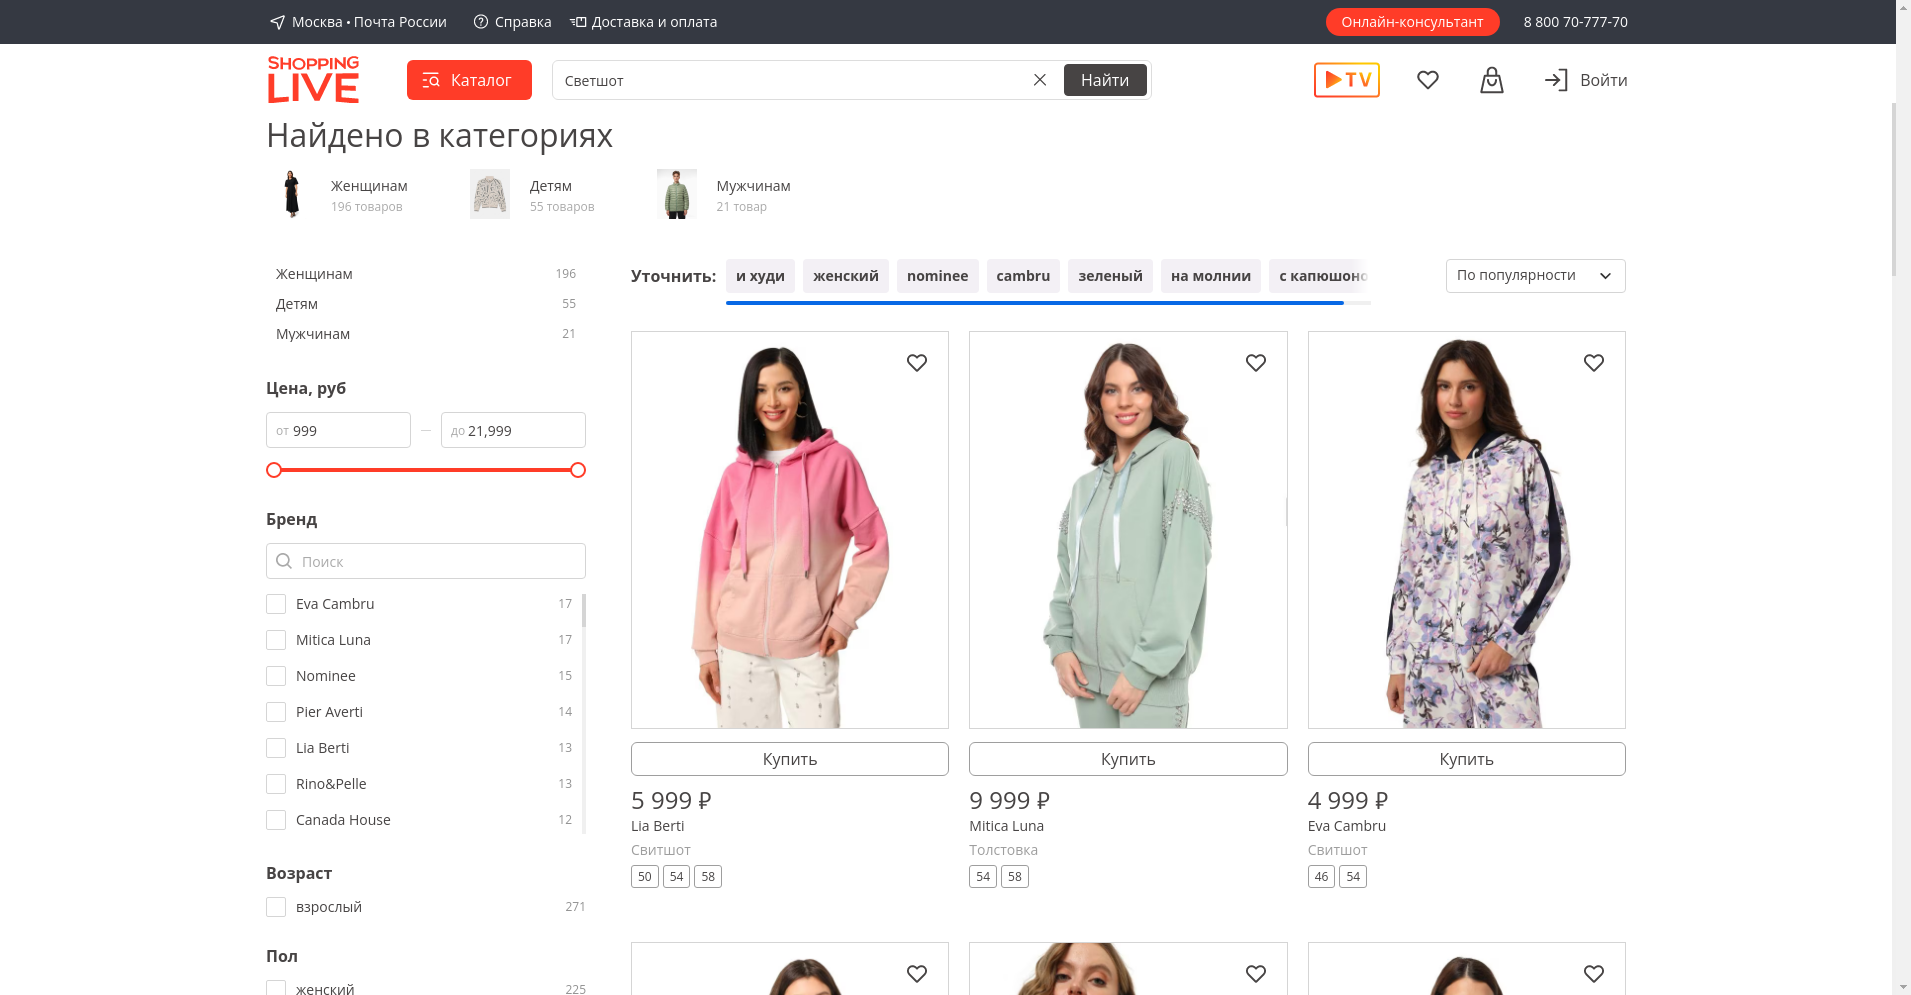 Москва • Почта России
Справка
Доставка и оплата
Онлайн-консультант
8 800 70-777-70
SHOPPING
LIVE
Каталог
Светшот
Найти
TV
Войти
Найдено в категориях
Женщинам
196 товаров
Детям
55 товаров
Мужчинам
21 товар
Женщинам 196
Детям 55
Мужчинам 21
Цена, руб
от 999 — до 21,999
Бренд
Поиск
Eva Cambru 17
Mitica Luna 17
Nominee 15
Pier Averti 14
Lia Berti 13
Rino&Pelle 13
Canada House 12
Возраст
взрослый 271
Пол
женский 225
Уточнить: и худи женский nominee cambru зеленый на молнии с капюшоно
По популярности
Купить
5 999 ₽
Lia Berti
Свитшот
50 54 58
Купить
9 999 ₽
Mitica Luna
Толстовка
54 58
Купить
4 999 ₽
Eva Cambru
Свитшот
46 54